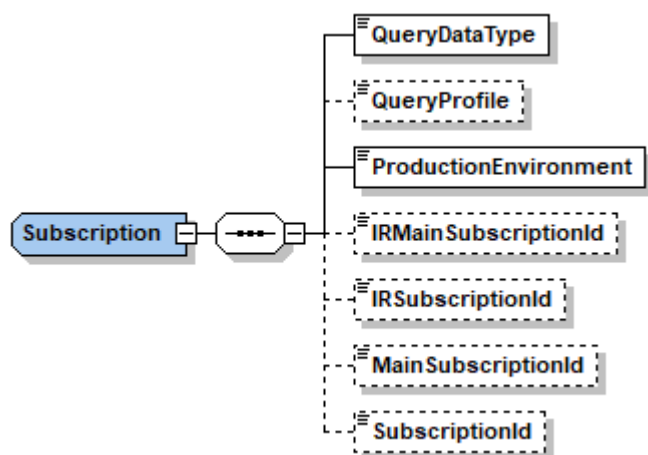 QueryDataType
QueryProfile
ProductionEnvironment
Subscription
IRMainSubscriptionId
IRSubscriptionId
MainSubscriptionId
SubscriptionId